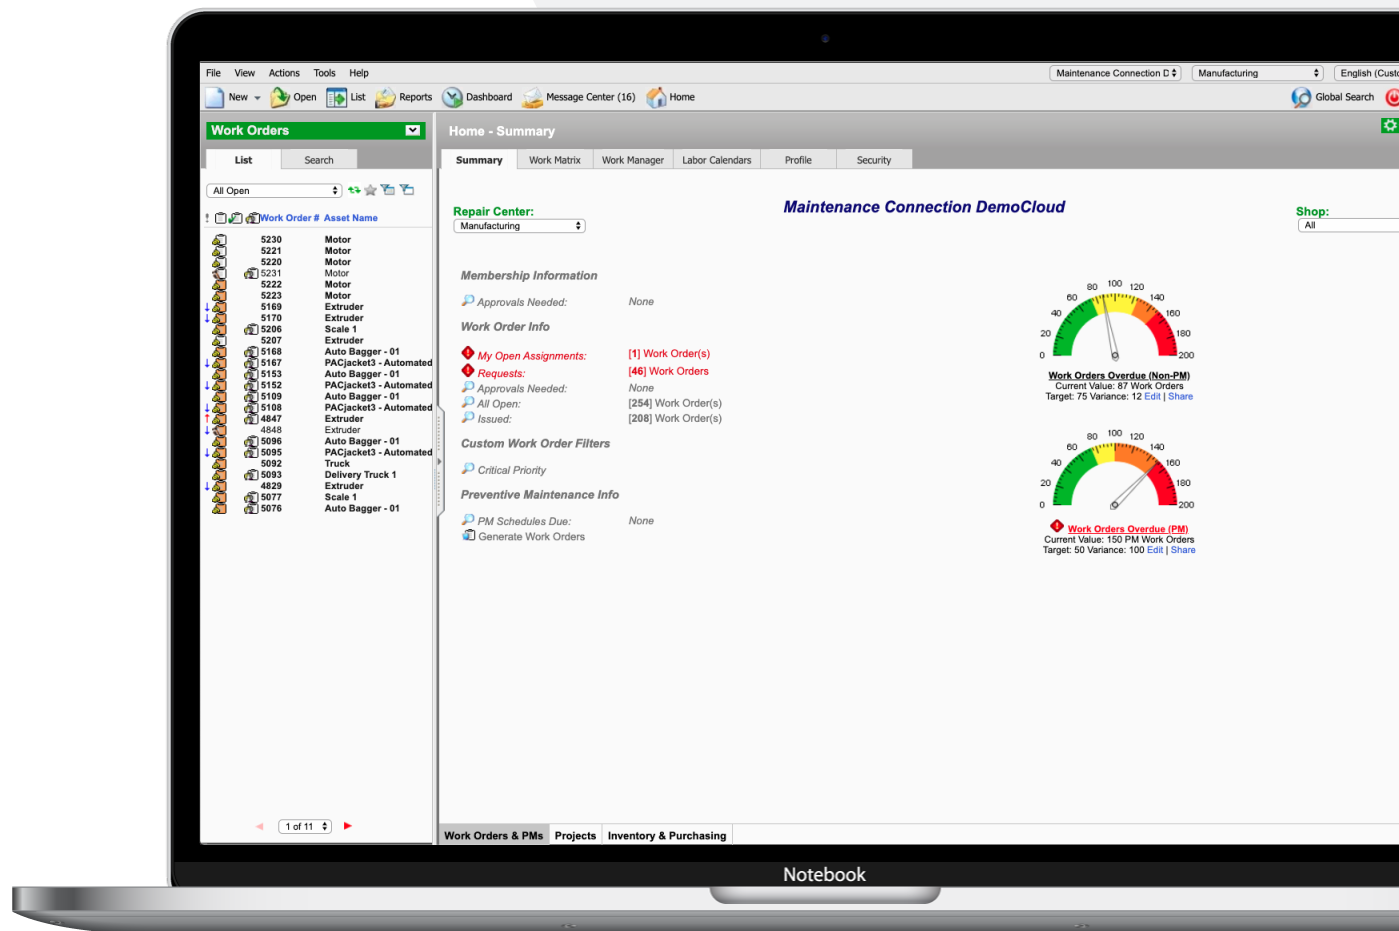 File View Actions Tools Help
Maintenance Connection D Manufacturing English (Custo
New Open List Reports Dashboard Message Center (16) Home Global Search
Work Orders
Home - Summary
List Search
Summary Work Matrix Work Manager Labor Calendars Profile Security
All Open
! Work Order # Asset Name
5230 Motor
5221 Motor
5220 Motor
5231 Motor
5222 Motor
5223 Motor
5169 Extruder
5170 Extruder
5206 Scale 1
5207 Extruder
5168 Auto Bagger - 01
5167 PACjacket3 - Automated
5153 Auto Bagger - 01
5152 PACjacket3 - Automated
5109 Auto Bagger - 01
5108 PACjacket3 - Automated
4847 Extruder
4848 Extruder
5096 Auto Bagger - 01
5095 PACjacket3 - Automated
5092 Truck
5093 Delivery Truck 1
4829 Extruder
5077 Scale 1
5076 Auto Bagger - 01
1 of 11
Repair Center:
Manufacturing
Maintenance Connection DemoCloud
Shop:
All
Membership Information
Approvals Needed: None
Work Order Info
My Open Assignments: [1] Work Order(s)
Requests: [46] Work Orders
Approvals Needed: None
All Open: [254] Work Order(s)
Issued: [208] Work Order(s)
Custom Work Order Filters
Critical Priority
Preventive Maintenance Info
PM Schedules Due: None
Generate Work Orders
0 20 40 60 80 100 120 140 160 180 200
Work Orders Overdue (Non-PM)
Current Value: 87 Work Orders
Target: 75 Variance: 12 Edit | Share
0 20 40 60 80 100 120 140 160 180 200
Work Orders Overdue (PM)
Current Value: 150 PM Work Orders
Target: 50 Variance: 100 Edit | Share
Work Orders & PMs Projects Inventory & Purchasing
Notebook